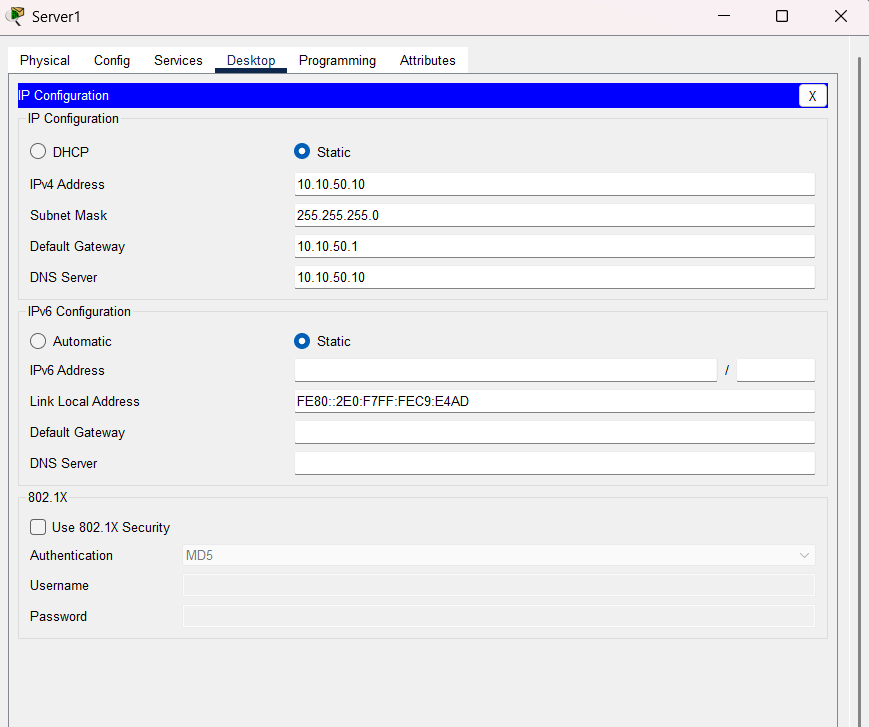 Server1
Physical Config Services Desktop Programming Attributes
IP Configuration X
IP Configuration
DHCP Static
IPv4 Address 10.10.50.10
Subnet Mask 255.255.255.0
Default Gateway 10.10.50.1
DNS Server 10.10.50.10
IPv6 Configuration
Automatic Static
IPv6 Address /
Link Local Address FE80::2E0:F7FF:FEC9:E4AD
Default Gateway
DNS Server
802.1X
Use 802.1X Security
Authentication MD5
Username
Password